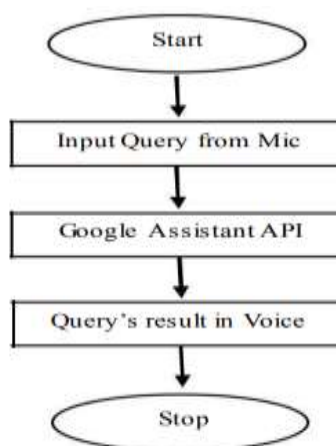 Start
Input Query from Mic
Google Assistant API
Query's result in Voice
Stop